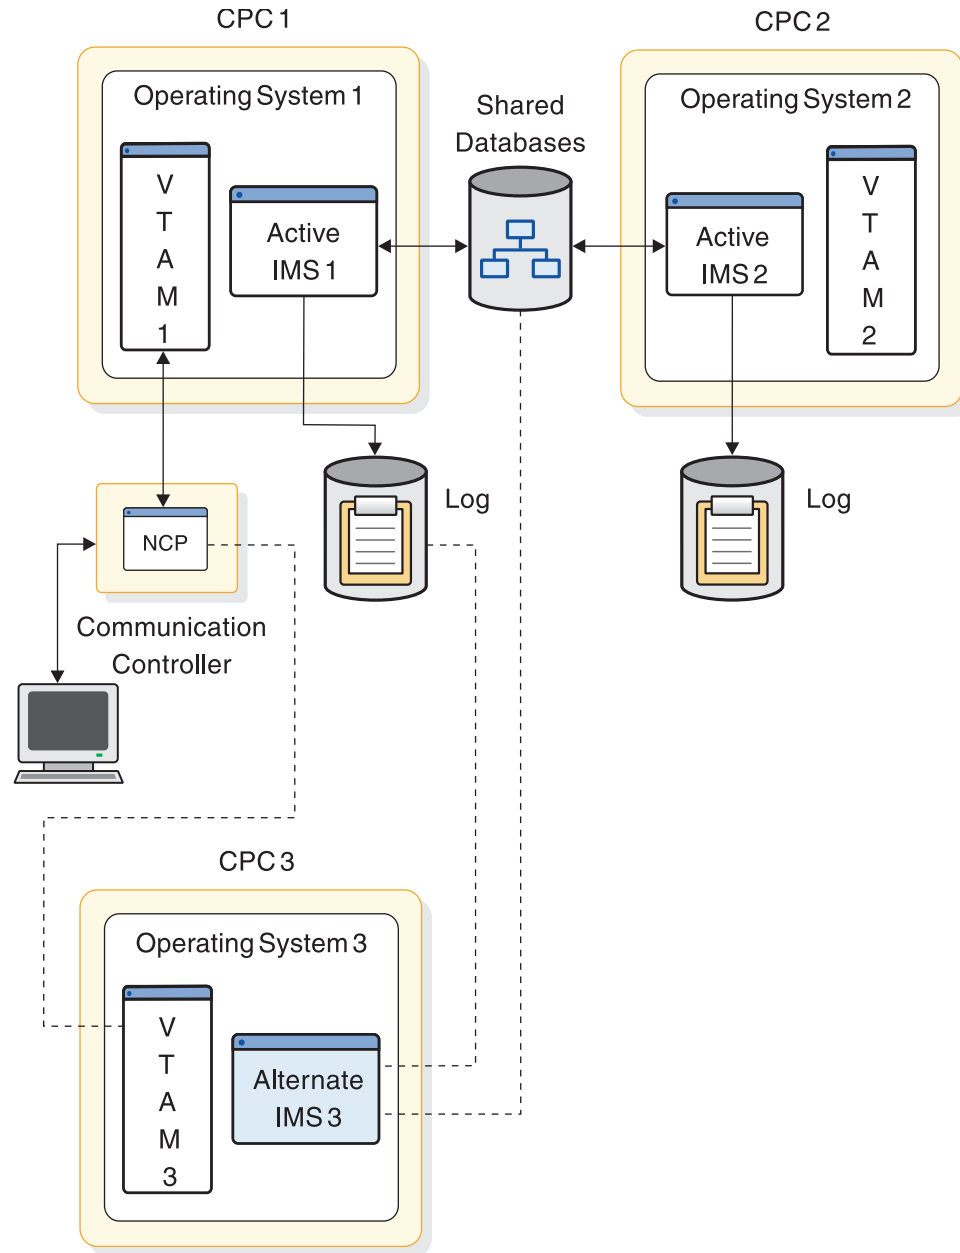 CPC 1
CPC 2
Operating System 1
Shared
Databases
Operating System 2
V
T
A
M
1
Active
IMS 1
Active
IMS 2
V
T
A
M
2
Log
Log
NCP
Communication
Controller
CPC 3
Operating System 3
V
T
A
M
3
Alternate
IMS 3